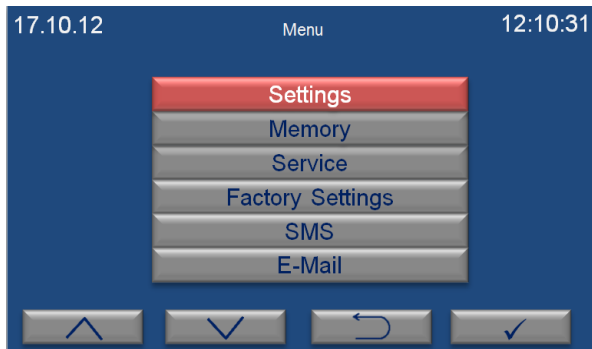 17.10.12 Menu 12:10:31
Settings
Memory
Service
Factory Settings
SMS
E-Mail